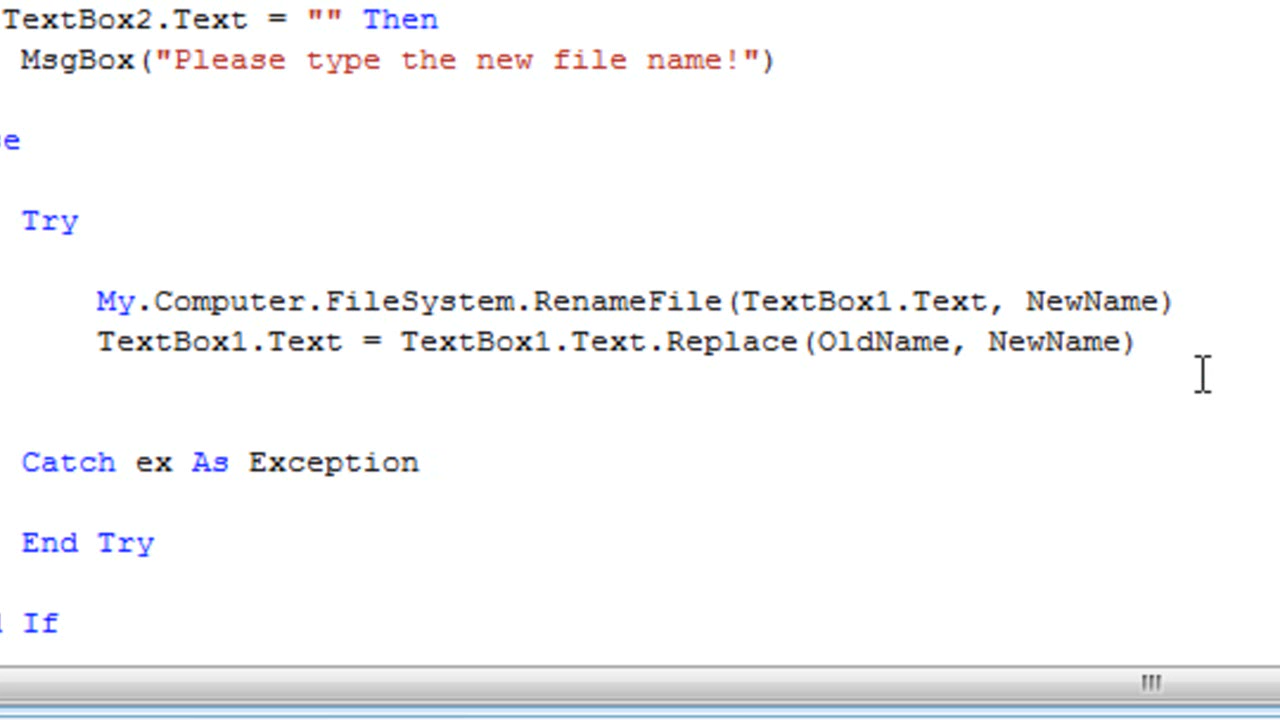 TextBox2.Text = "" Then
MsgBox("Please type the new file name!")
se
Try
My.Computer.FileSystem.RenameFile(TextBox1.Text, NewName)
TextBox1.Text = TextBox1.Text.Replace(OldName, NewName)
Catch ex As Exception
End Try
If